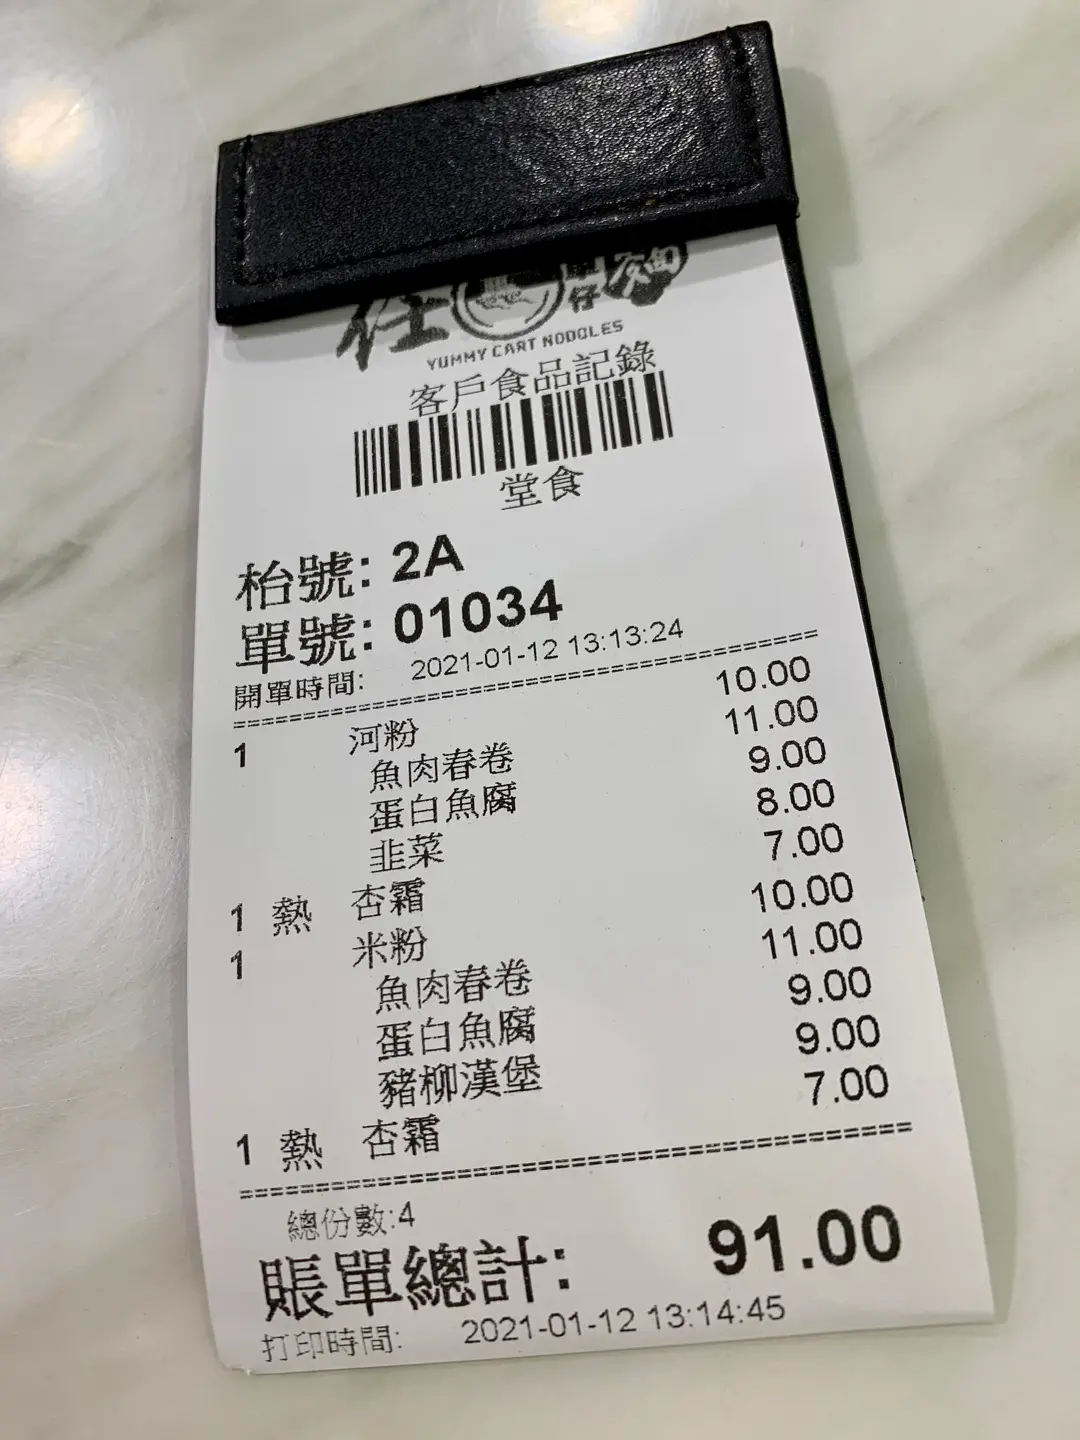 仔麵
YUMMY CART NOODLES
客戶食品記錄
堂食
枱號: 2A
單號: 01034
開單時間: 2021-01-12 13:13:24
1 河粉 10.00
魚肉春卷 11.00
蛋白魚腐 9.00
韭菜 8.00
1 熱 杏霜 7.00
1 米粉 10.00
魚肉春卷 11.00
蛋白魚腐 9.00
豬柳漢堡 9.00
1 熱 杏霜 7.00
總份數:4
賬單總計: 91.00
打印時間: 2021-01-12 13:14:45